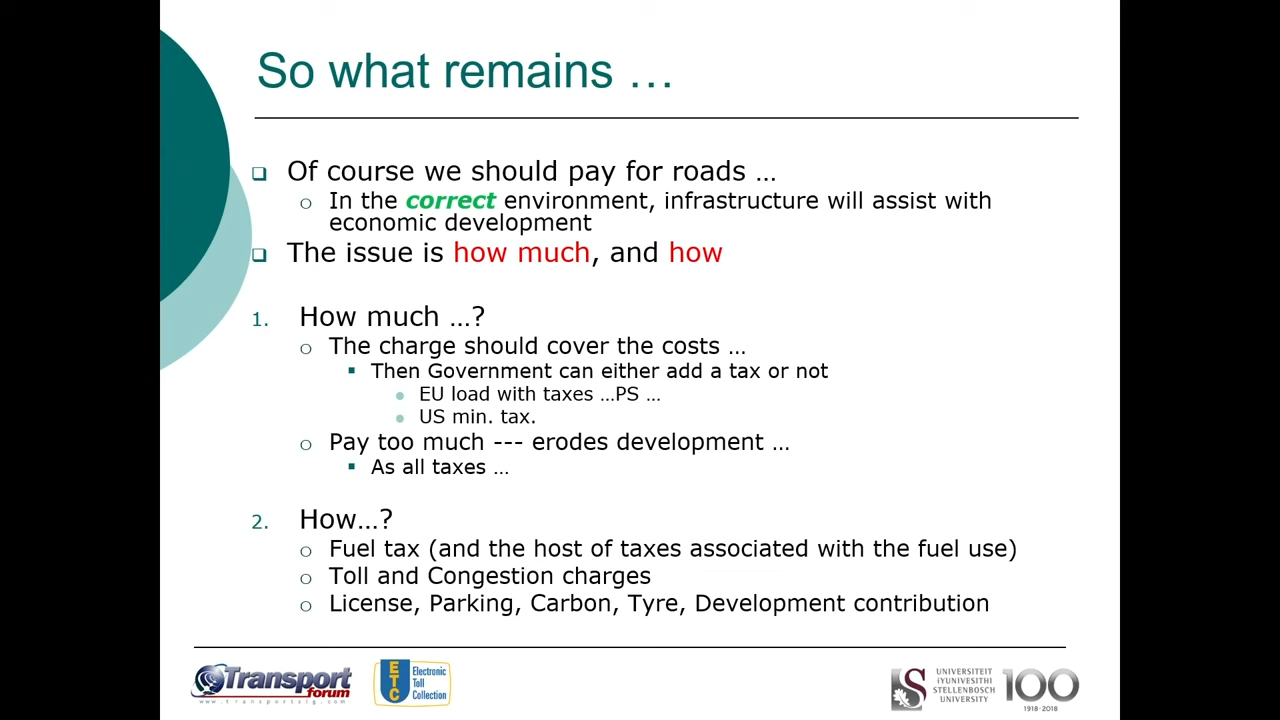 So what remains …
Of course we should pay for roads …
In the correct environment, infrastructure will assist with
economic development
The issue is how much, and how
1. How much …?
The charge should cover the costs …
Then Government can either add a tax or not
EU load with taxes …PS …
US min. tax.
Pay too much --- erodes development …
As all taxes …
2. How…?
Fuel tax (and the host of taxes associated with the fuel use)
Toll and Congestion charges
License, Parking, Carbon, Tyre, Development contribution
Transport
forum
www.transportsig.com
ETC
Electronic
Toll
Collection
UNIVERSITEIT
iYUNIVESITHI
STELLENBOSCH
UNIVERSITY
100
1918·2018